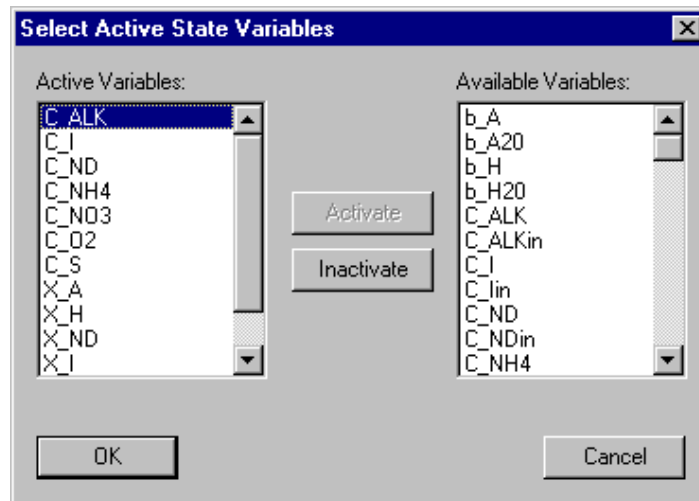 Select Active State Variables
Active Variables:
C_ALK
C_I
C_ND
C_NH4
C_NO3
C_O2
C_S
X_A
X_H
X_ND
X_I
Activate
Inactivate
Available Variables:
b_A
b_A20
b_H
b_H20
C_ALK
C_ALKin
C_I
C_Iin
C_ND
C_NDin
C_NH4
OK
Cancel